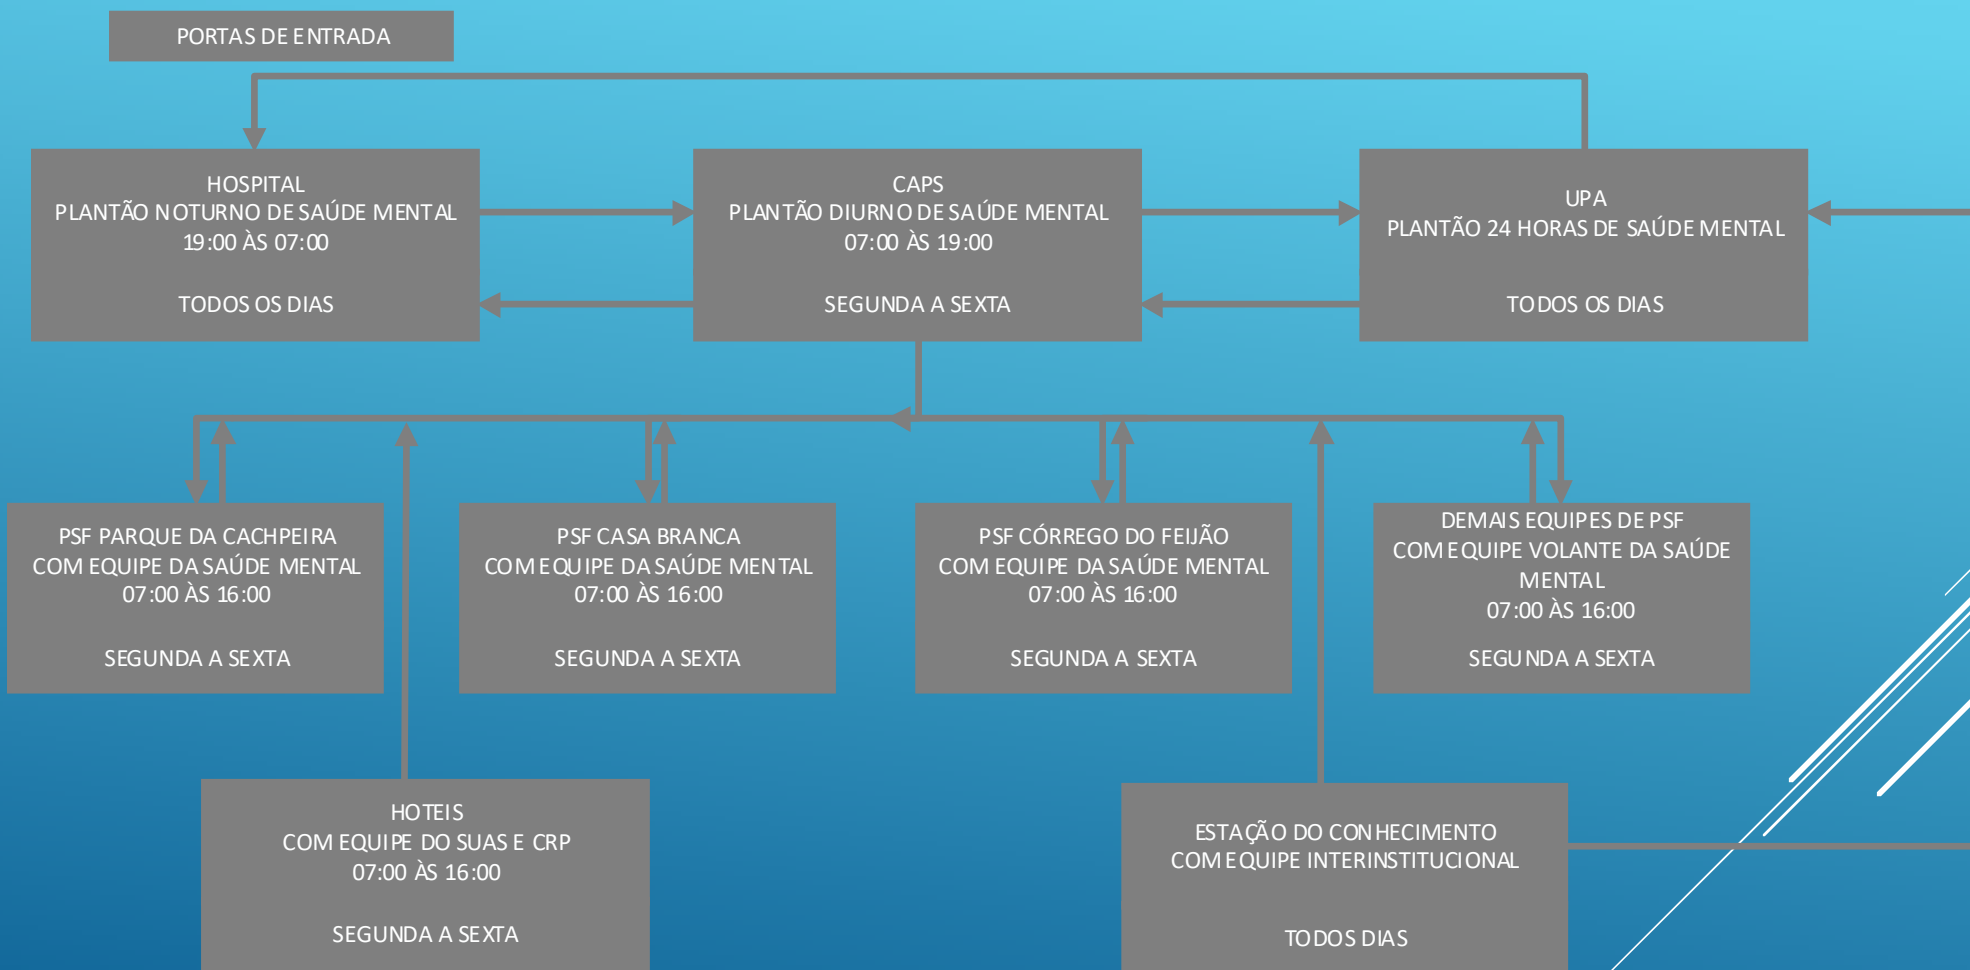 PORTAS DE ENTRADA
HOSPITAL
PLANTÃO NOTURNO DE SAÚDE MENTAL
19:00 ÀS 07:00
TODOS OS DIAS
CAPS
PLANTÃO DIURNO DE SAÚDE MENTAL
07:00 ÀS 19:00
SEGUNDA A SEXTA
UPA
PLANTÃO 24 HORAS DE SAÚDE MENTAL
TODOS OS DIAS
PSF PARQUE DA CACHPEIRA
COM EQUIPE DA SAÚDE MENTAL
07:00 ÀS 16:00
SEGUNDA A SEXTA
PSF CASA BRANCA
COM EQUIPE DA SAÚDE MENTAL
07:00 ÀS 16:00
SEGUNDA A SEXTA
PSF CÓRREGO DO FEIJÃO
COM EQUIPE DA SAÚDE MENTAL
07:00 ÀS 16:00
SEGUNDA A SEXTA
DEMAIS EQUIPES DE PSF
COM EQUIPE VOLANTE DA SAÚDE
MENTAL
07:00 ÀS 16:00
SEGUNDA A SEXTA
HOTEIS
COM EQUIPE DO SUAS E CRP
07:00 ÀS 16:00
SEGUNDA A SEXTA
ESTAÇÃO DO CONHECIMENTO
COM EQUIPE INTERINSTITUCIONAL
TODOS DIAS